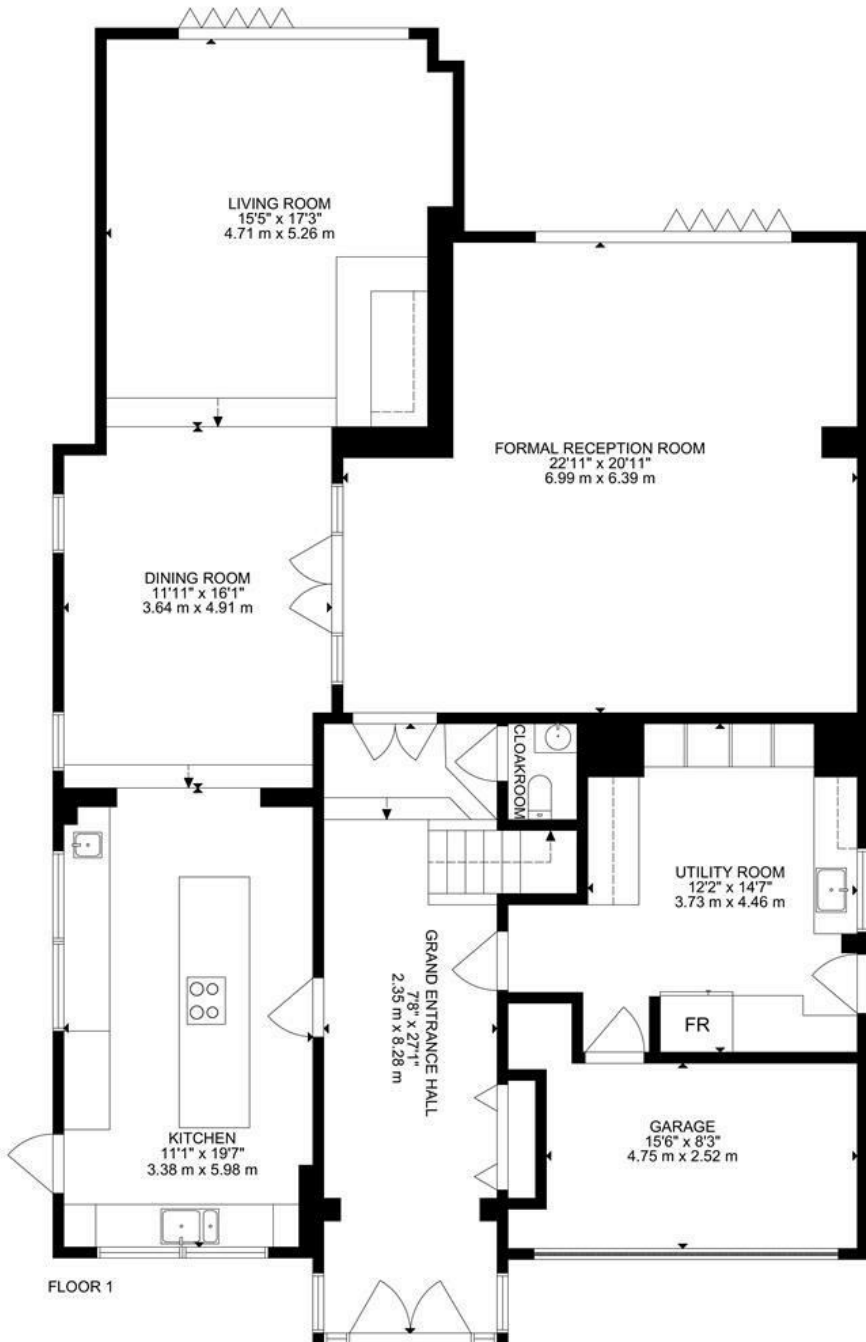 LIVING ROOM
15'5" x 17'3"
4.71 m x 5.26 m
FORMAL RECEPTION ROOM
22'11" x 20'11"
6.99 m x 6.39 m
DINING ROOM
11'11" x 16'1"
3.64 m x 4.91 m
CLOAKROOM
UTILITY ROOM
12'2" x 14'7"
3.73 m x 4.46 m
GRAND ENTRANCE HALL
7'8" x 27'1"
2.35 m x 8.28 m
FR
KITCHEN
11'1" x 19'7"
3.38 m x 5.98 m
GARAGE
15'6" x 8'3"
4.75 m x 2.52 m
FLOOR 1